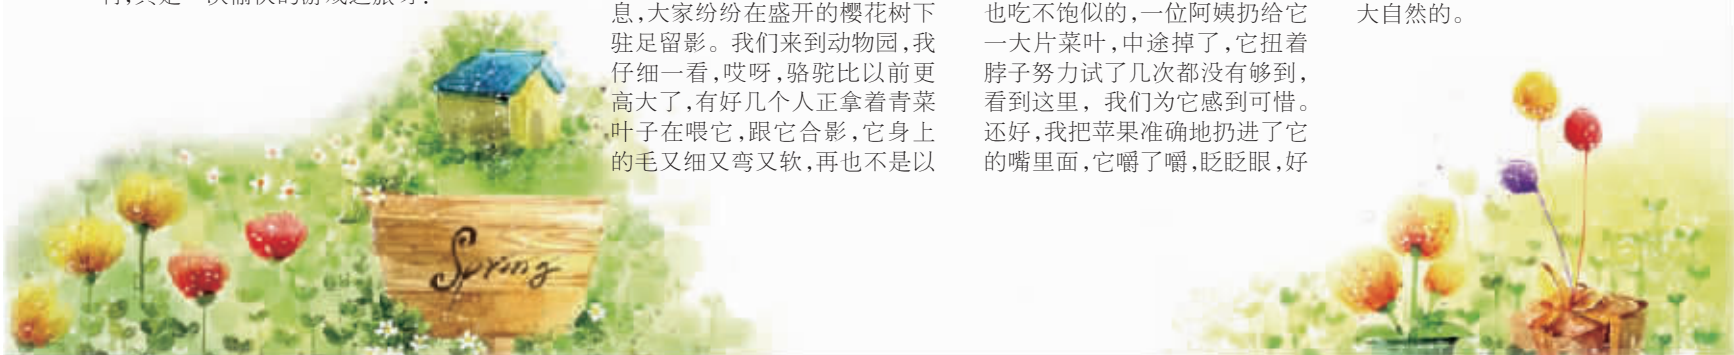 息,大家纷纷在盛开的樱花树下
驻足留影。我们来到动物园,我
仔细一看,哎呀,骆驼比以前更
高大了,有好几个人正拿着青菜
叶子在喂它,跟它合影,它身上
的毛又细又弯又软,再也不是以
也吃不饱似的,一位阿姨扔给它
一大片菜叶,中途掉了,它扭着
脖子努力试了几次都没有够到,
看到这里,我们为它感到可惜。
还好,我把苹果准确地扔进了它
的嘴里面,它嚼了嚼,眨眨眼,好
大自然的。
Spring